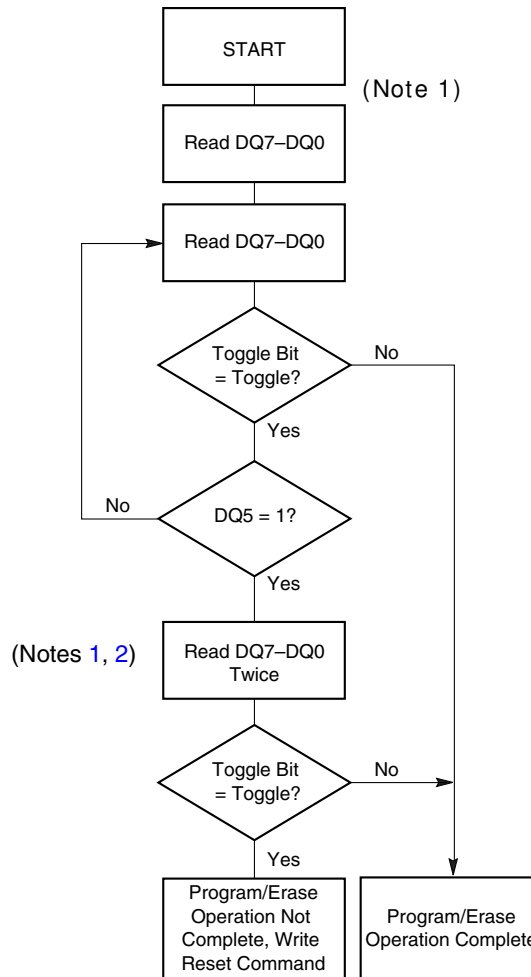 START
(Note 1)
Read DQ7–DQ0
Read DQ7–DQ0
Toggle Bit
= Toggle?
No
Yes
No
DQ5 = 1?
Yes
(Notes 1, 2)
Read DQ7–DQ0
Twice
Toggle Bit
= Toggle?
No
Yes
Program/Erase
Operation Not
Complete, Write
Reset Command
Program/Erase
Operation Complete